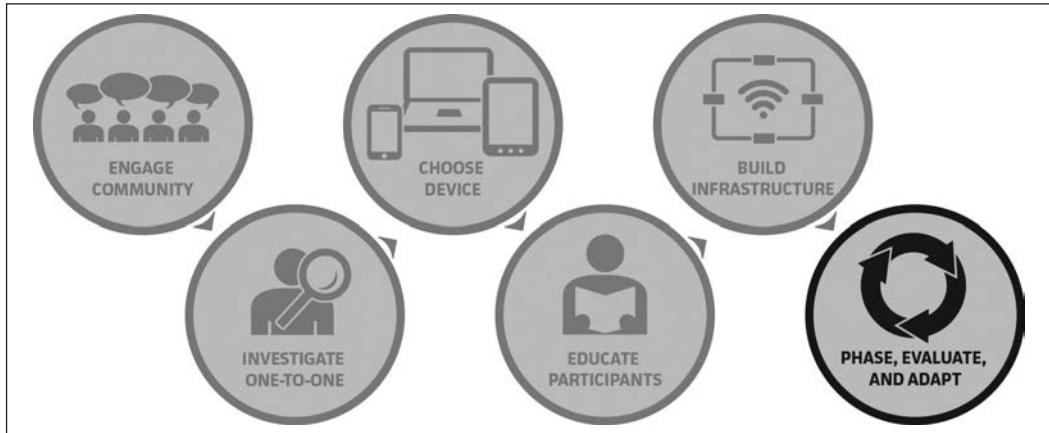 ENGAGE
COMMUNITY
INVESTIGATE
ONE-TO-ONE
CHOOSE
DEVICE
EDUCATE
PARTICIPANTS
BUILD
INFRASTRUCTURE
PHASE, EVALUATE,
AND ADAPT